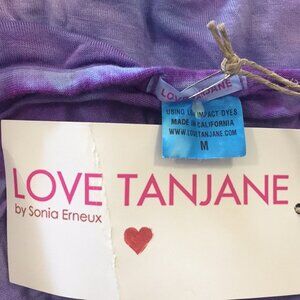 LOVE TANJANE
USING LOW IMPACT DYES
MADE IN CALIFORNIA
WWW.LOVETANJANE.COM
M
LOVE TANJANE
by Sonia Erneux